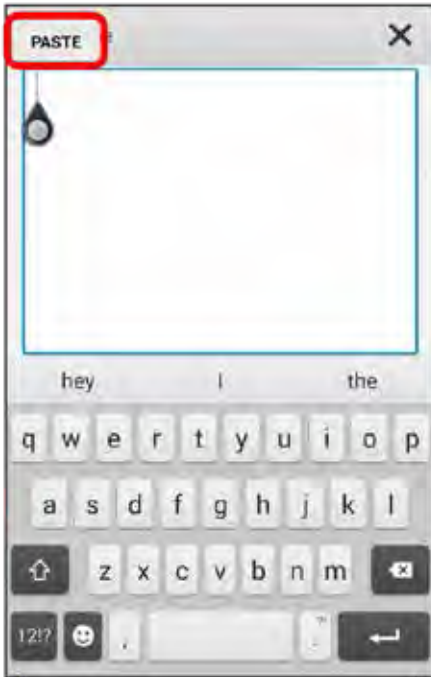 PASTE e
hey I the
q w e r t y u i o p
a s d f g h j k l
z x c v b n m
12!? , .